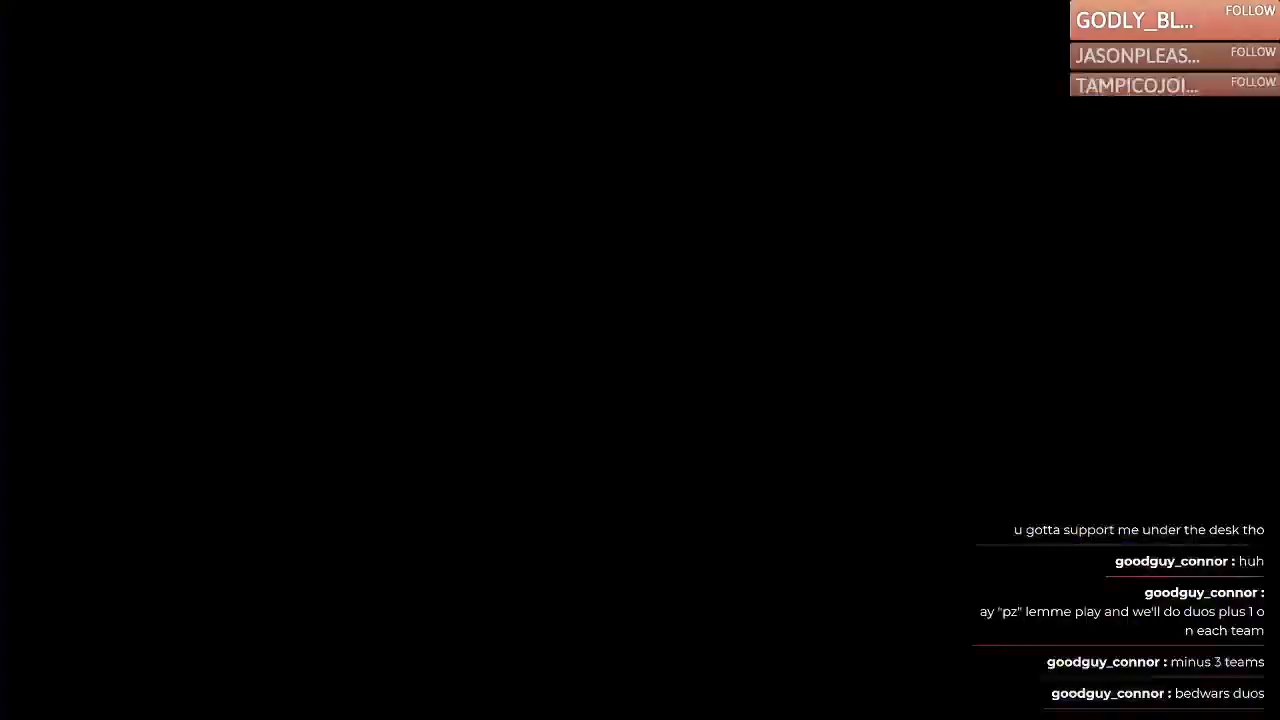 GODLY_BL... FOLLOW
JASONPLEAS... FOLLOW
TAMPICOJOI... FOLLOW
u gotta support me under the desk tho
goodguy_connor : huh
goodguy_connor :
ay "pz" lemme play and we'll do duos plus 1 o
n each team
goodguy_connor : minus 3 teams
goodguy_connor : bedwars duos